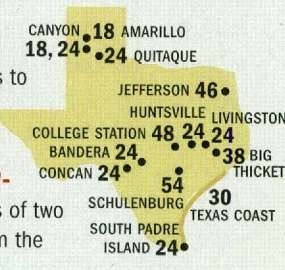 CANYON 18 AMARILLO
18, 24 24 QUITAQUE
s to
JEFFERSON 46
HUNTSVILLE LIVINGSTON
COLLEGE STATION 48 24 24
BANDERA 24 38 BIG
CONCAN 24 THICKET
54
s of two SCHULENBURG 30
TEXAS COAST
n the SOUTH PADRE
ISLAND 24